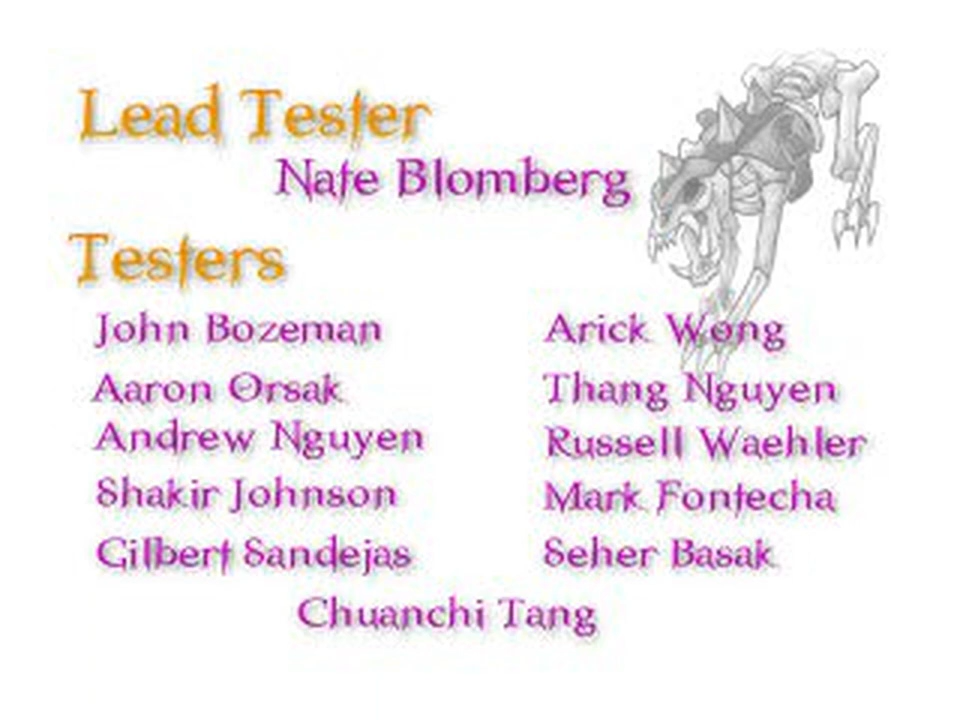 Lead Tester
Nate Blomberg
Testers
John Bozeman
Aaron Orsak
Andrew Nguyen
Shakir Johnson
Gilbert Sandejas
Arick Wong
Thang Nguyen
Russell Waehler
Mark Fontecha
Seher Basak
Chuanchi Tang